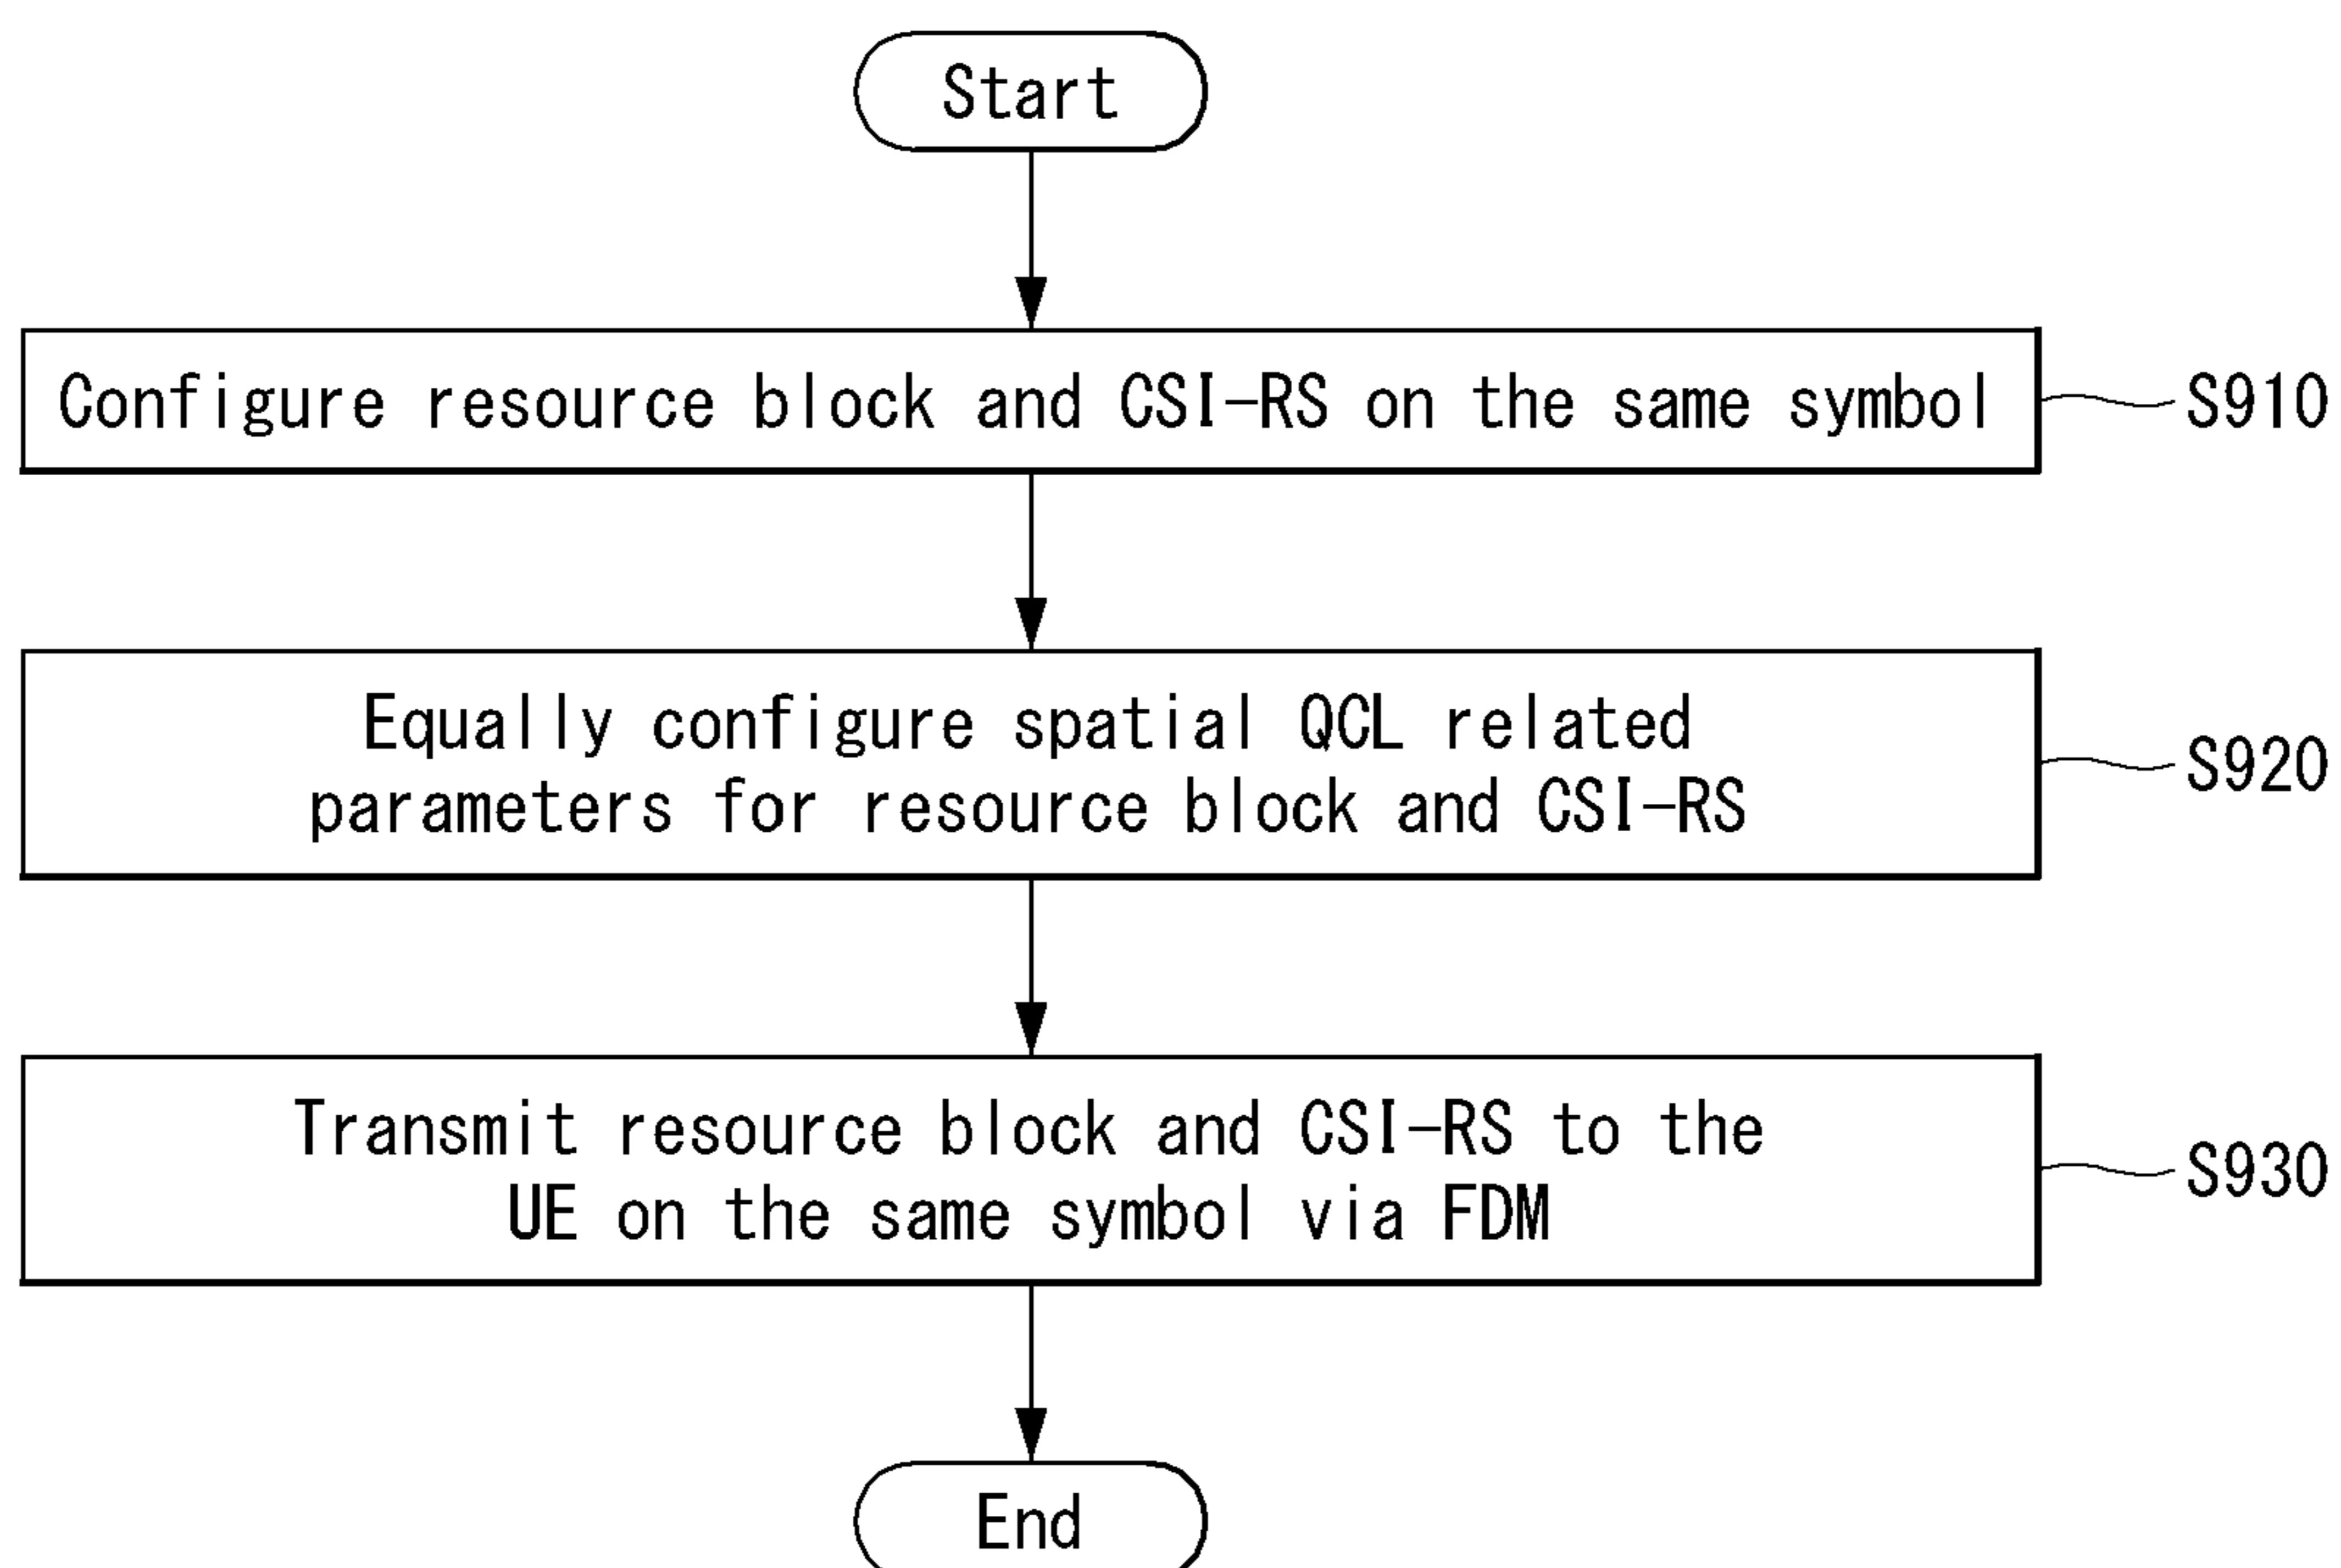 Start
Configure resource block and CSI-RS on the same symbol
S910
Equally configure spatial QCL related
parameters for resource block and CSI-RS
S920
Transmit resource block and CSI-RS to the
UE on the same symbol via FDM
S930
End